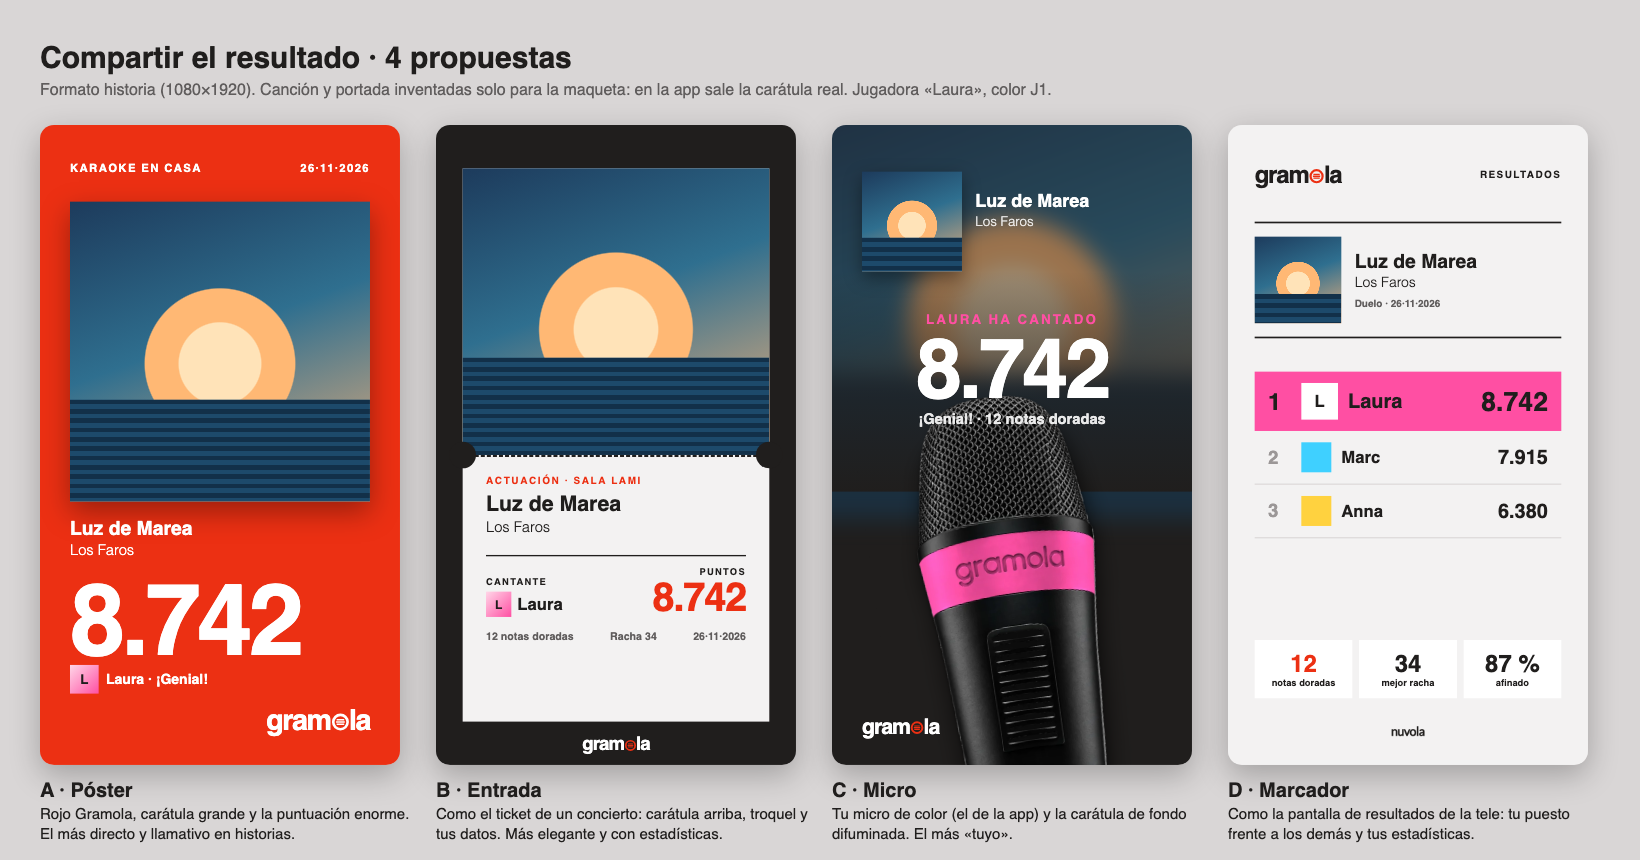 Compartir el resultado · 4 propuestas
Formato historia (1080×1920). Canción y portada inventadas solo para la maqueta: en la app sale la carátula real. Jugadora «Laura», color J1.
KARAOKE EN CASA
26·11·2026
Luz de Marea
Los Faros
8.742
L
Laura · ¡Genial!
gramola
A · Póster
Rojo Gramola, carátula grande y la puntuación enorme.
El más directo y llamativo en historias.
ACTUACIÓN · SALA LAMI
Luz de Marea
Los Faros
PUNTOS
CANTANTE
L
Laura
8.742
12 notas doradas
Racha 34
26·11·2026
gramola
B · Entrada
Como el ticket de un concierto: carátula arriba, troquel y
tus datos. Más elegante y con estadísticas.
Luz de Marea
Los Faros
LAURA HA CANTADO
8.742
¡Genial! · 12 notas doradas
gramola
gramola
C · Micro
Tu micro de color (el de la app) y la carátula de fondo
difuminada. El más «tuyo».
gramola
RESULTADOS
Luz de Marea
Los Faros
Duelo · 26·11·2026
1 L Laura 8.742
2 Marc 7.915
3 Anna 6.380
12
notas doradas
34
mejor racha
87 %
afinado
nuvola
D · Marcador
Como la pantalla de resultados de la tele: tu puesto
frente a los demás y tus estadísticas.